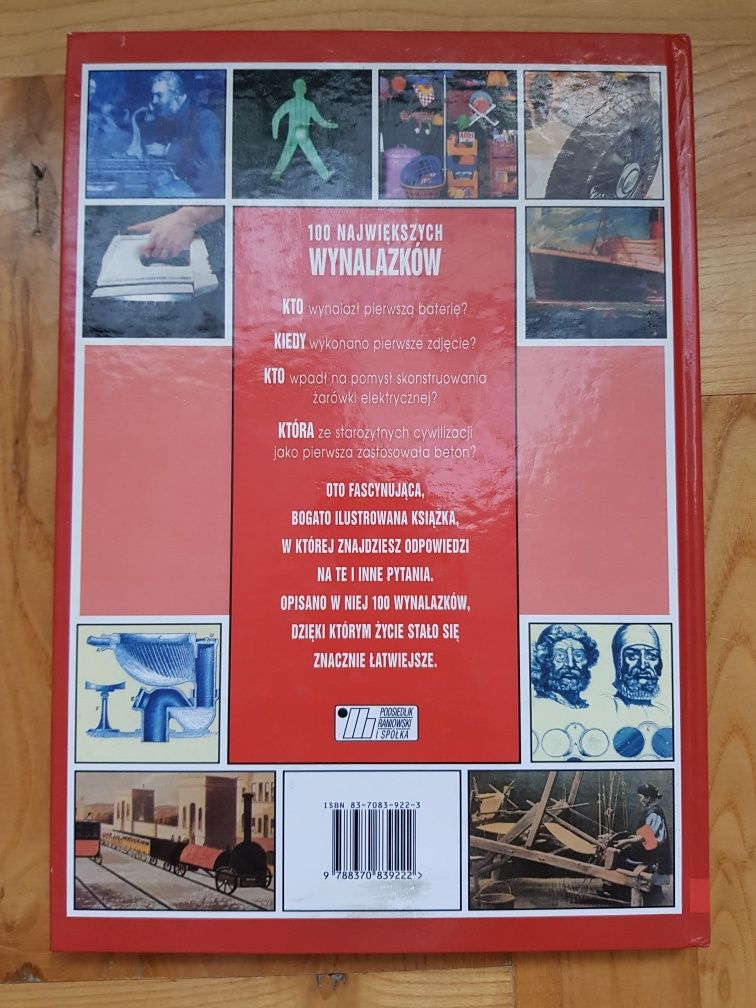 100 NAJWIĘKSZYCH
WYNALAZKÓW
KTO wynalazł pierwszą baterię?
KIEDY wykonano pierwsze zdjęcie?
KTO wpadł na pomysł skonstruowania
żarówki elektrycznej?
KTÓRA ze starożytnych cywilizacji
jako pierwsza zastosowała beton?
OTO FASCYNUJĄCA,
BOGATO ILUSTROWANA KSIĄŻKA,
W KTÓREJ ZNAJDZIESZ ODPOWIEDZI
NA TE I INNE PYTANIA.
OPISANO W NIEJ 100 WYNALAZKÓW,
DZIĘKI KTÓRYM ŻYCIE STAŁO SIĘ
ZNACZNIE ŁATWIEJSZE.
PODSIEDLIK
RANIOWSKI
I SPÓŁKA
ISBN 83-7083-922-3
9 788370 839222 >